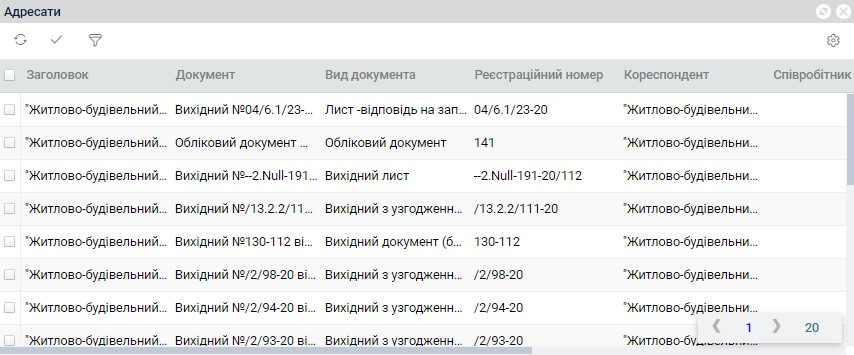 Адресати
Заголовок Документ Вид документа Реєстраційний номер Кореспондент Співробітник
"Житлово-будівельний... Вихідний №04/6.1/23-... Лист -відповідь на зап... 04/6.1/23-20 "Житлово-будівельни...
"Житлово-будівельний... Обліковий документ ... Обліковий документ 141 "Житлово-будівельни...
"Житлово-будівельний... Вихідний №--2.Null-191... Вихідний лист --2.Null-191-20/112 "Житлово-будівельни...
"Житлово-будівельний... Вихідний №/13.2.2/11... Вихідний з узгодженн... /13.2.2/111-20 "Житлово-будівельни...
"Житлово-будівельний... Вихідний №130-112 ві... Вихідний документ (б... 130-112 "Житлово-будівельни...
"Житлово-будівельний... Вихідний №/2/98-20 ві... Вихідний з узгодженн... /2/98-20 "Житлово-будівельни...
"Житлово-будівельний... Вихідний №/2/94-20 ві... Вихідний з узгодженн... /2/94-20 "Житлово-будівельни...
"Житлово-будівельний... Вихідний №/2/93-20 ві... Вихідний з узгодженн... /2/93-20 "Житлово-будівельни...
1 20